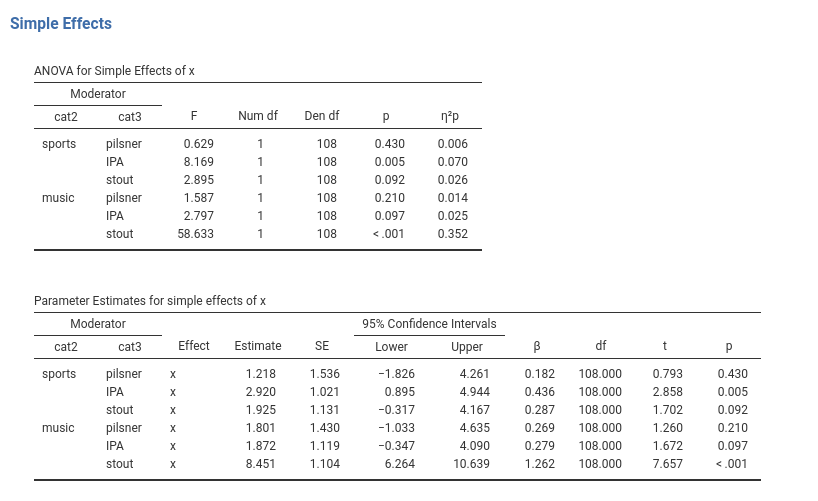 Simple Effects
ANOVA for Simple Effects of x
Moderator
cat2 cat3 F Num df Den df p η²p
sports pilsner 0.629 1 108 0.430 0.006
IPA 8.169 1 108 0.005 0.070
stout 2.895 1 108 0.092 0.026
music pilsner 1.587 1 108 0.210 0.014
IPA 2.797 1 108 0.097 0.025
stout 58.633 1 108 < .001 0.352
Parameter Estimates for simple effects of x
Moderator 95% Confidence Intervals
cat2 cat3 Effect Estimate SE Lower Upper β df t p
sports pilsner x 1.218 1.536 −1.826 4.261 0.182 108.000 0.793 0.430
IPA x 2.920 1.021 0.895 4.944 0.436 108.000 2.858 0.005
stout x 1.925 1.131 −0.317 4.167 0.287 108.000 1.702 0.092
music pilsner x 1.801 1.430 −1.033 4.635 0.269 108.000 1.260 0.210
IPA x 1.872 1.119 −0.347 4.090 0.279 108.000 1.672 0.097
stout x 8.451 1.104 6.264 10.639 1.262 108.000 7.657 < .001